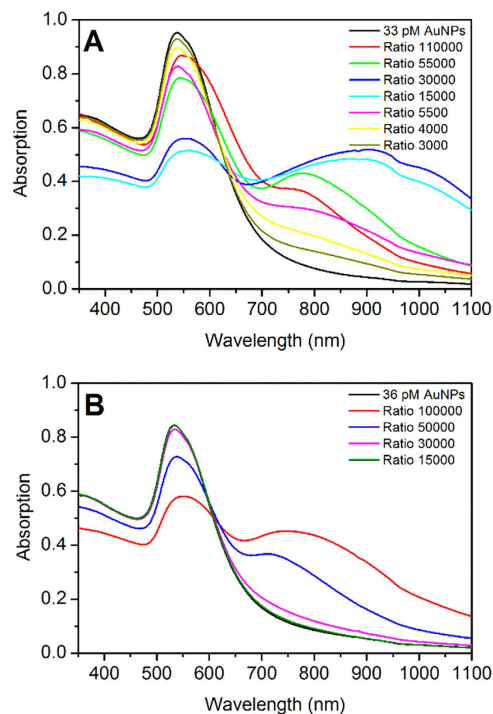 A
33 pM AuNPs
Ratio 110000
Ratio 55000
Ratio 30000
Ratio 15000
Ratio 5500
Ratio 4000
Ratio 3000
1.0
0.8
0.6
0.4
0.2
0.0
Absorption
400 500 600 700 800 900 1000 1100
Wavelength (nm)
B
36 pM AuNPs
Ratio 100000
Ratio 50000
Ratio 30000
Ratio 15000
1.0
0.8
0.6
0.4
0.2
0.0
Absorption
400 500 600 700 800 900 1000 1100
Wavelength (nm)